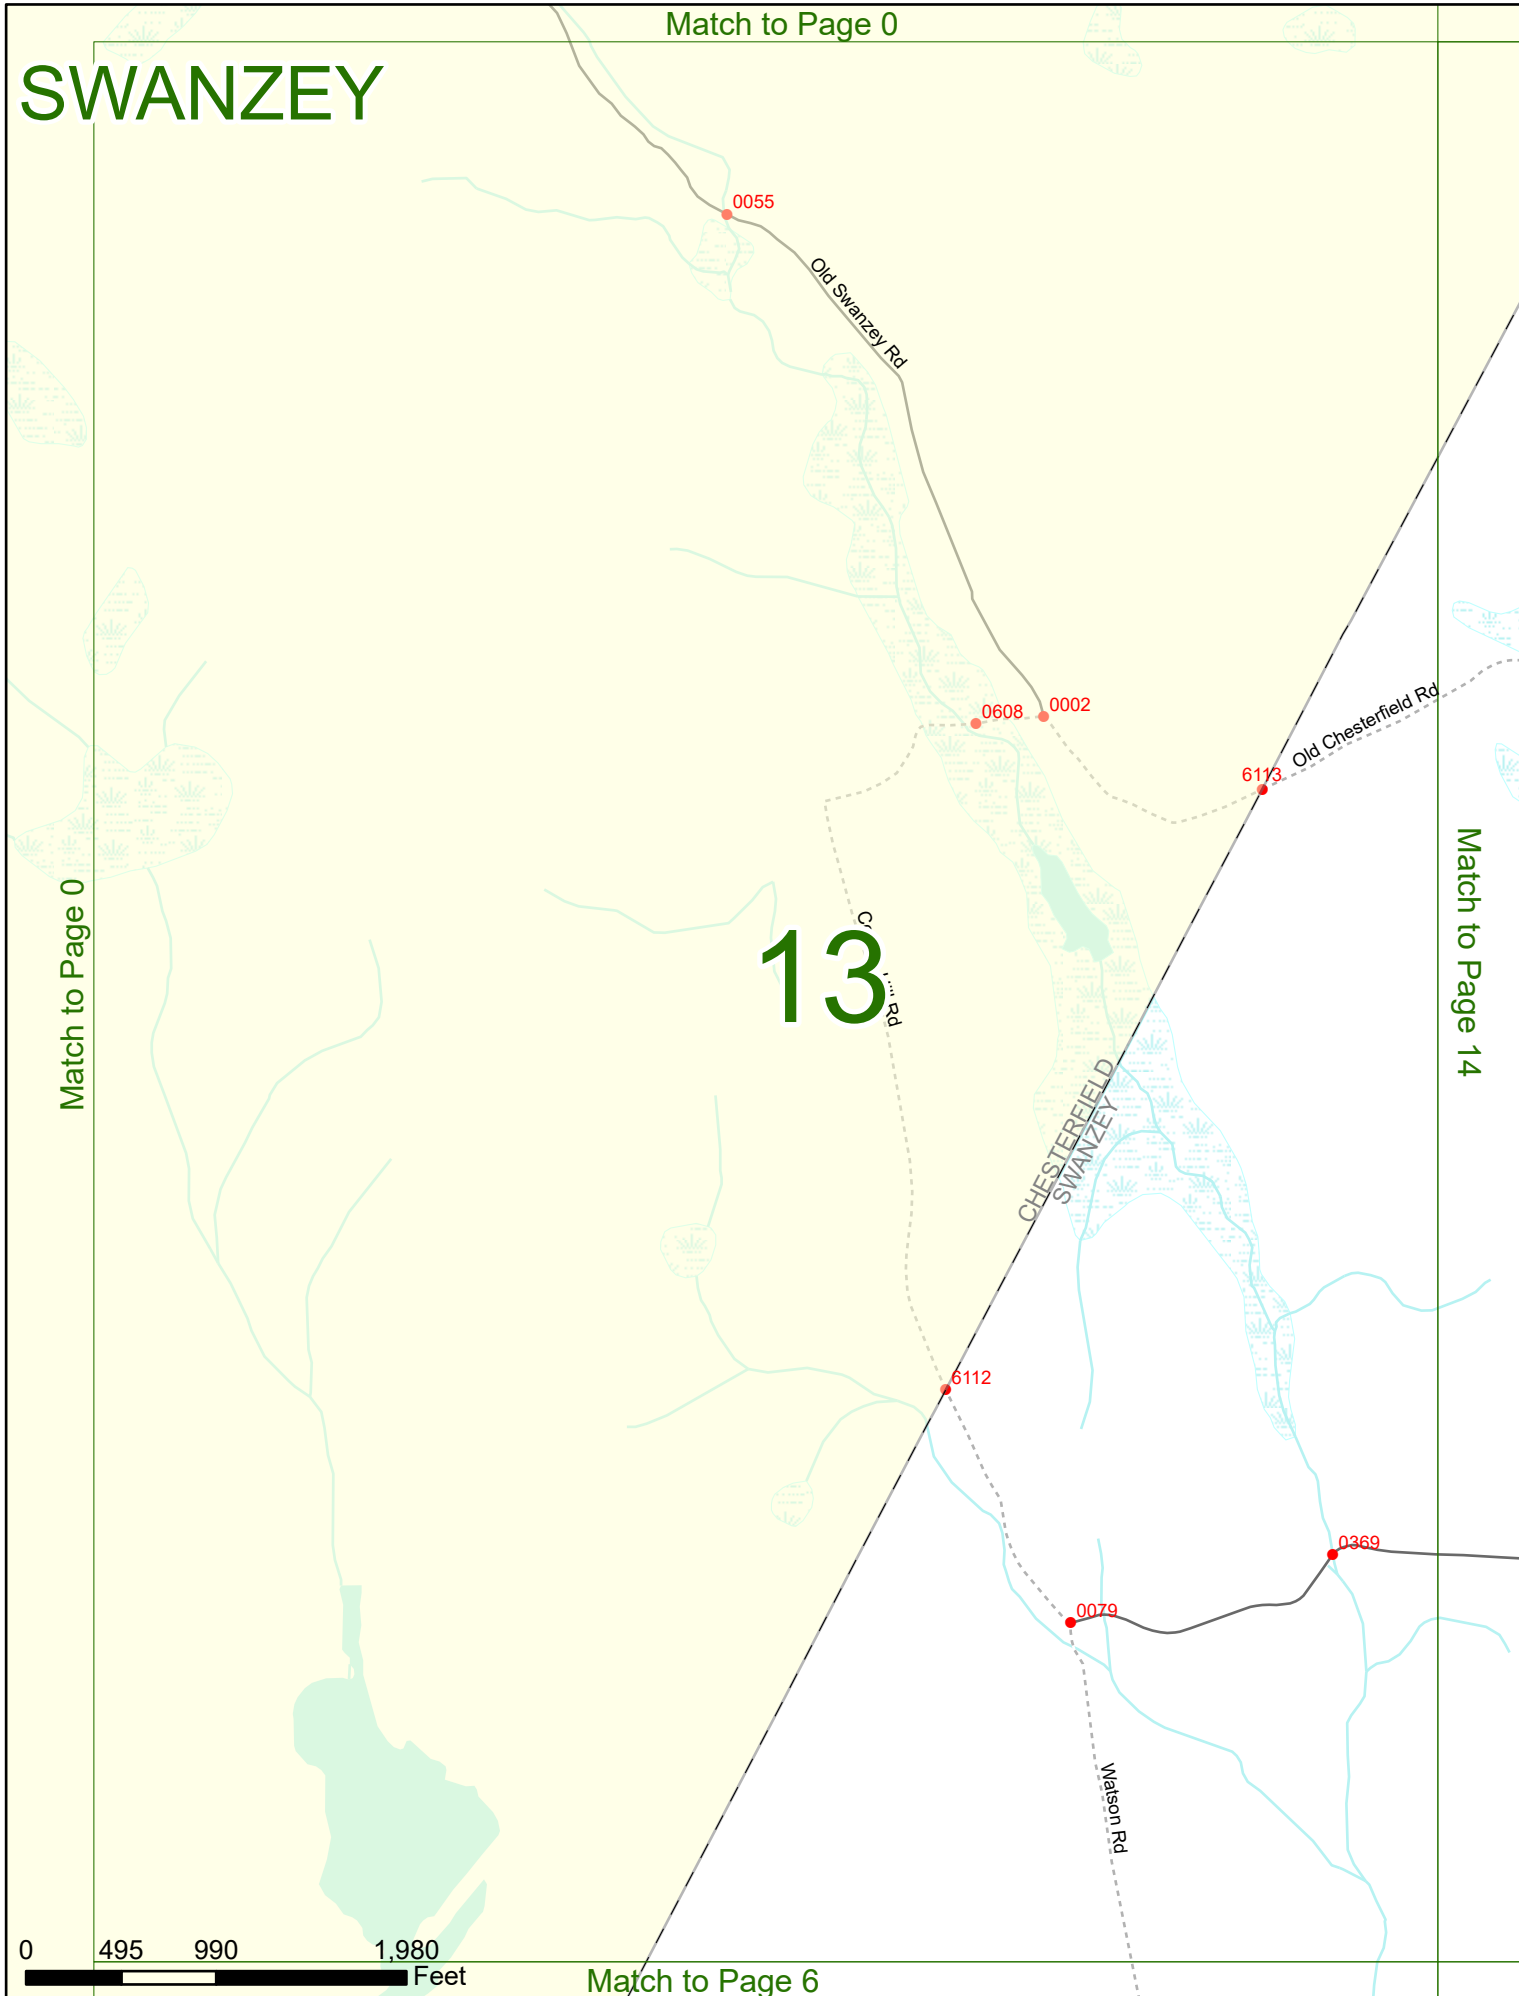 Match to Page 0
SWANZEY
0055
Old Swanzey Rd
0608
0002
Old Chesterfield Rd
6113
Match to Page 0
Match to Page 14
13
Rd
CHESTERFIELD
SWANZEY
6112
0369
0079
Watson Rd
0 495 990 1,980
Feet
Match to Page 6